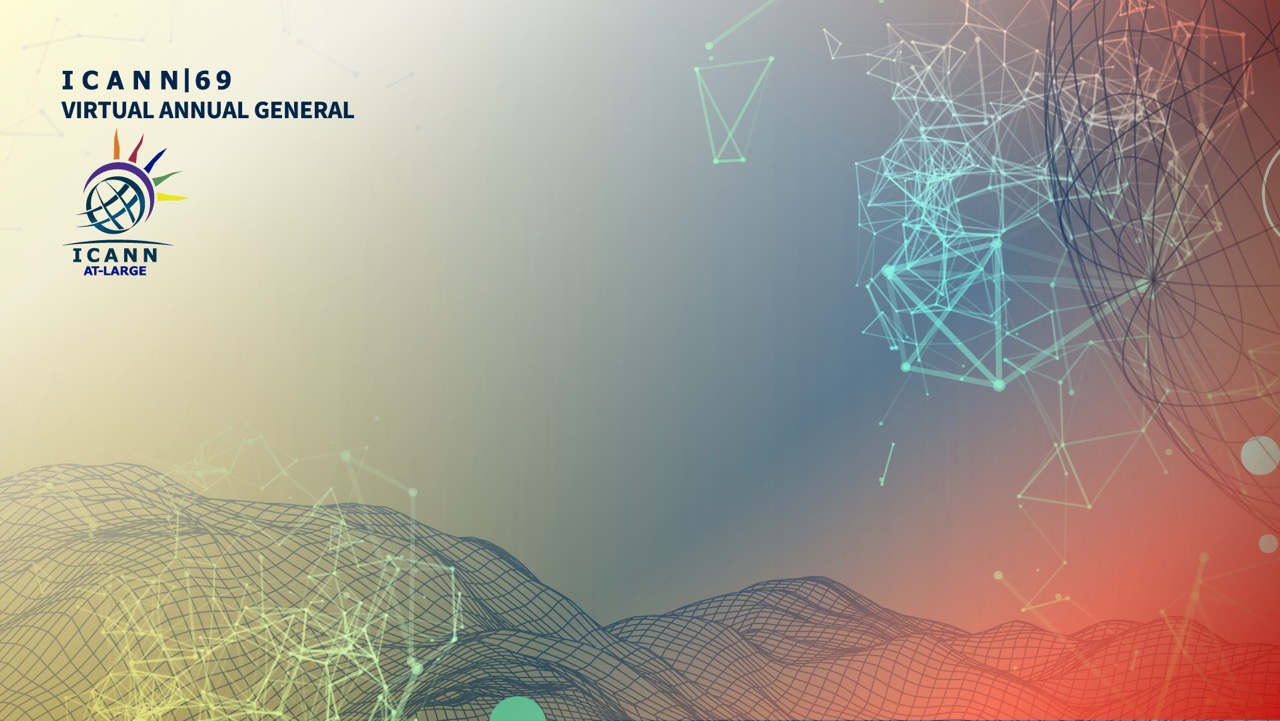 ICANN|69
VIRTUAL ANNUAL GENERAL
ICANN
AT-LARGE